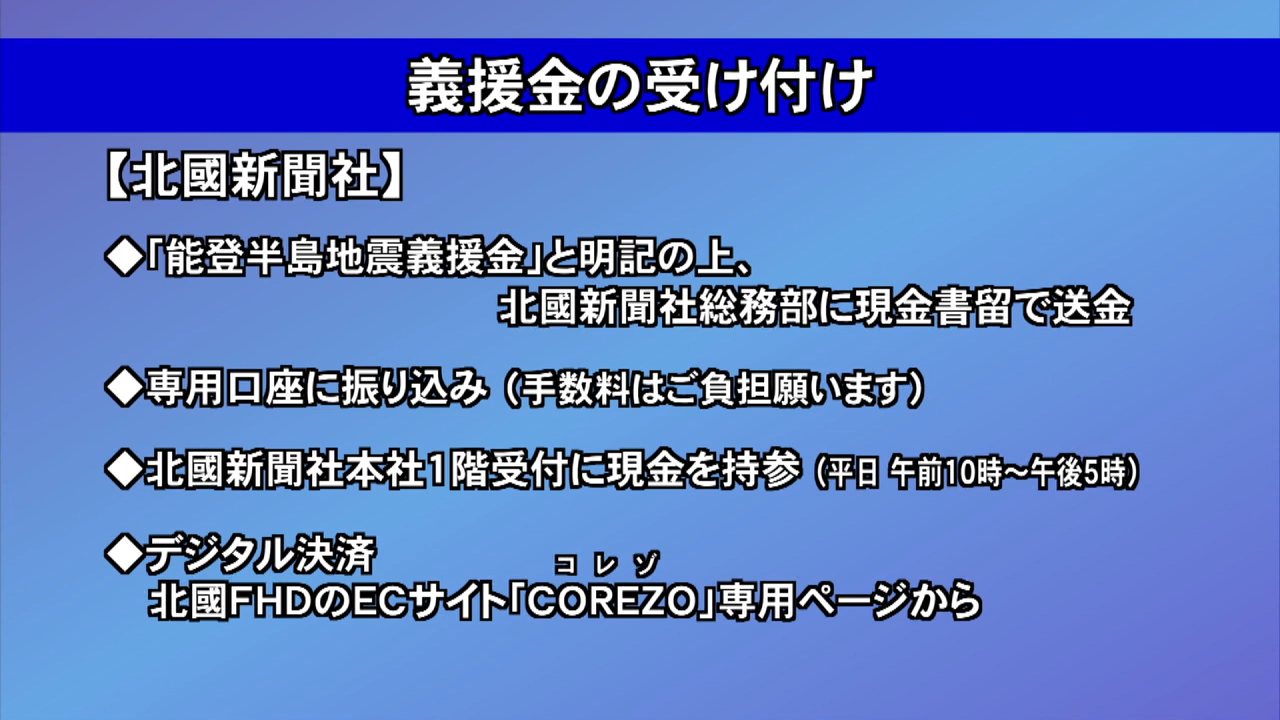 義援金の受け付け
【北國新聞社】
◆「能登半島地震義援金」と明記の上、
北國新聞社総務部に現金書留で送金
◆専用口座に振り込み（手数料はご負担願います）
◆北國新聞社本社1階受付に現金を持参（平日 午前10時～午後5時）
◆デジタル決済
コレゾ
北國FHDのECサイト「COREZO」専用ページから